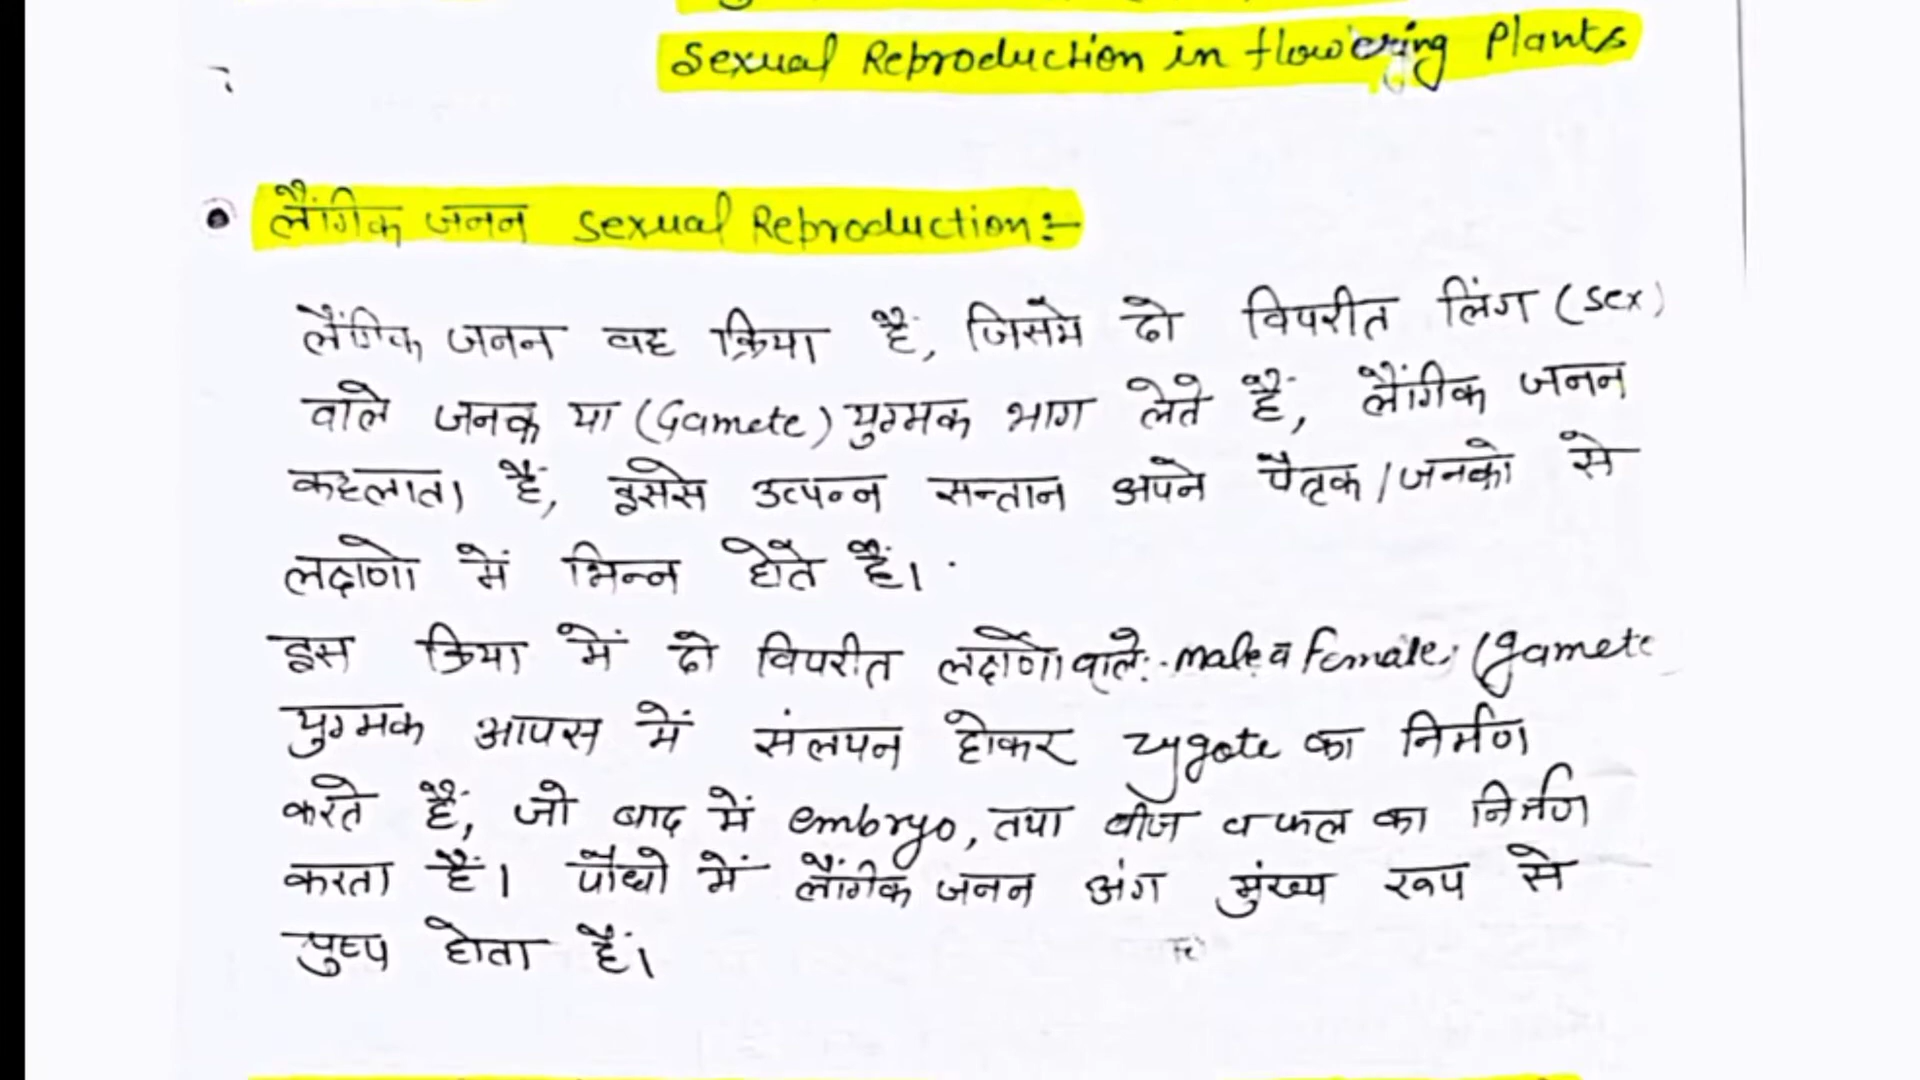 Sexual Reproduction in flowering Plants
लैंगिक जनन Sexual Reproduction:-
लैंगिक जनन वह क्रिया है, जिसमे दो विपरीत लिंग (sex)
वाले जनक या (Gamete) युग्मक भाग लेते है, लैंगिक जनन
कहलाता है, इससे उत्पन्न सन्तान अपने पैतृक/जनको से
लक्षणो में भिन्न होते हैं।
इस क्रिया में दो विपरीत लक्षणो वाले:- male व female, (gamete
युग्मक आपस में संलयन होकर zygote का निर्माण
करते है, जो बाद में embryo, तथा बीज व फल का निर्माण
करता है। पौधो में लैंगिक जनन अंग मुंख्य रूप से
पुष्प होता हैं।